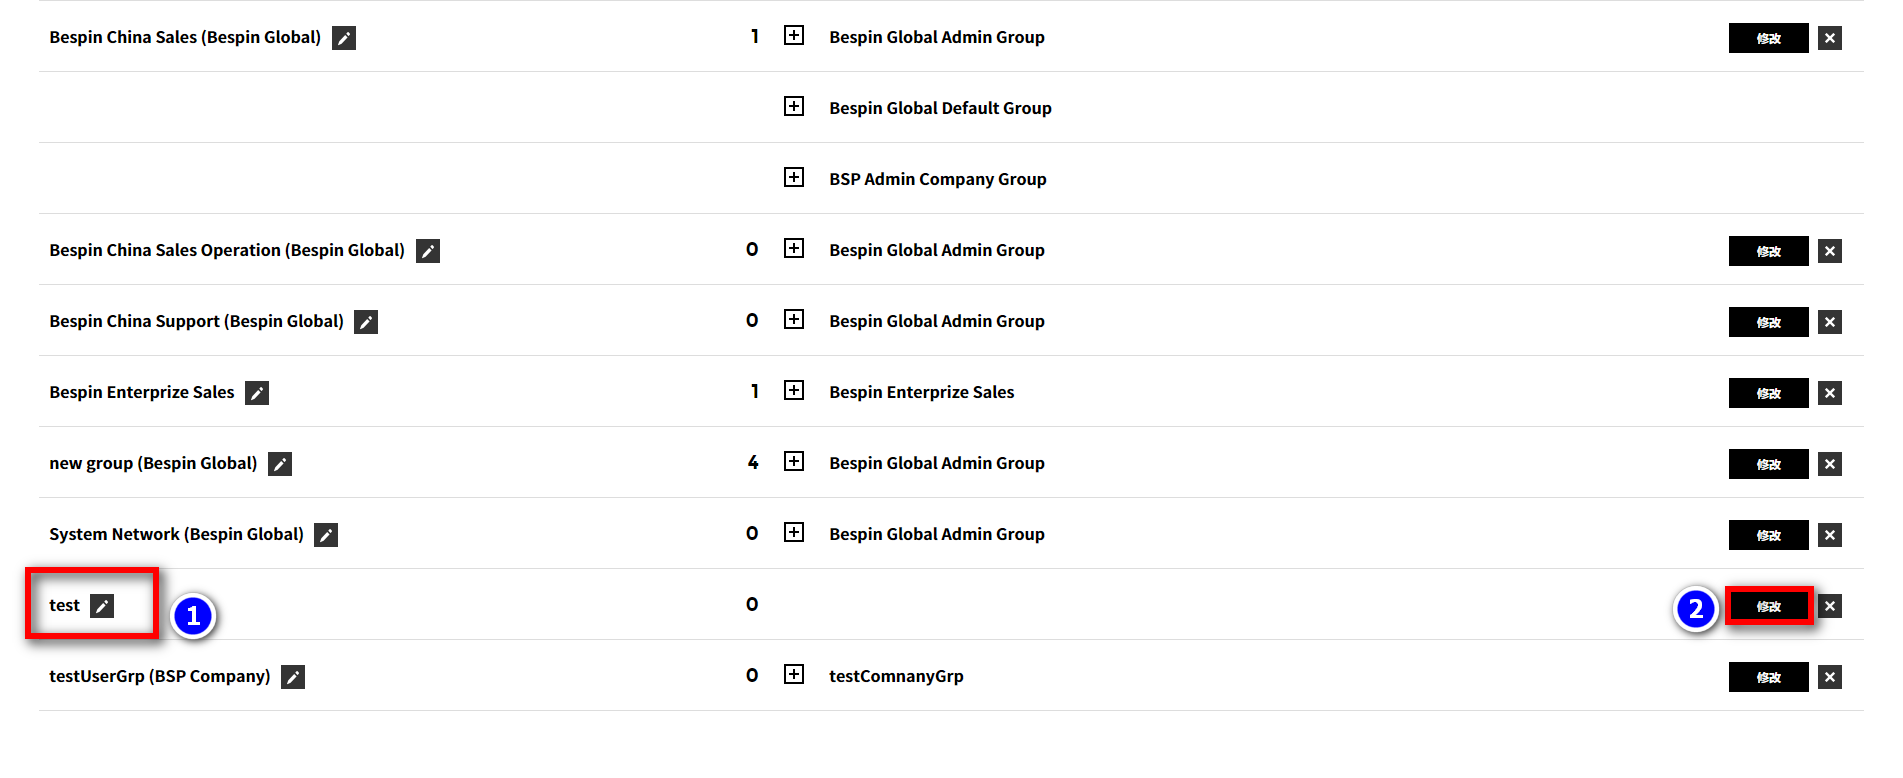 Bespin China Sales (Bespin Global) 1 Bespin Global Admin Group 修改
Bespin Global Default Group
BSP Admin Company Group
Bespin China Sales Operation (Bespin Global) 0 Bespin Global Admin Group 修改
Bespin China Support (Bespin Global) 0 Bespin Global Admin Group 修改
Bespin Enterprize Sales 1 Bespin Enterprize Sales 修改
new group (Bespin Global) 4 Bespin Global Admin Group 修改
System Network (Bespin Global) 0 Bespin Global Admin Group 修改
test 1 0 2 修改
testUserGrp (BSP Company) 0 testComnanyGrp 修改